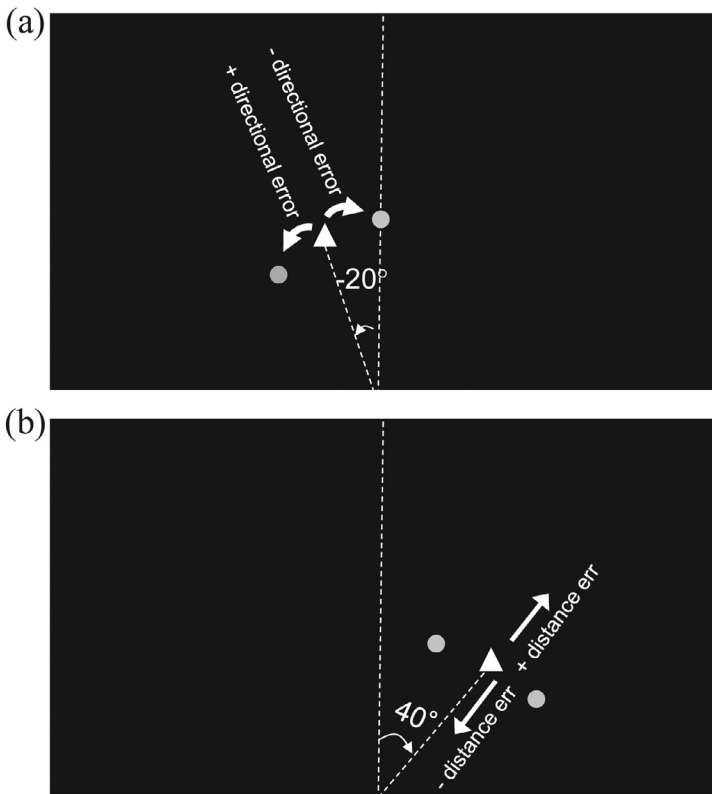 (a)
- directional error
+ directional error
-20°
(b)
+ distance err
40°
- distance err